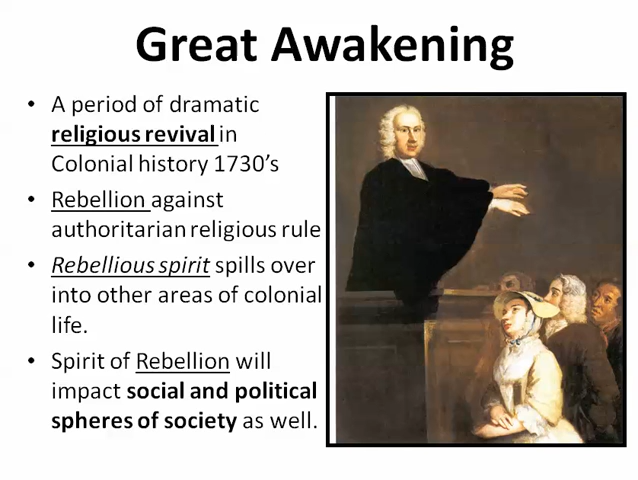 Great Awakening
• A period of dramatic
religious revival in
Colonial history 1730's
• Rebellion against
authoritarian religious rule
• Rebellious spirit spills over
into other areas of colonial
life.
• Spirit of Rebellion will
impact social and political
spheres of society as well.